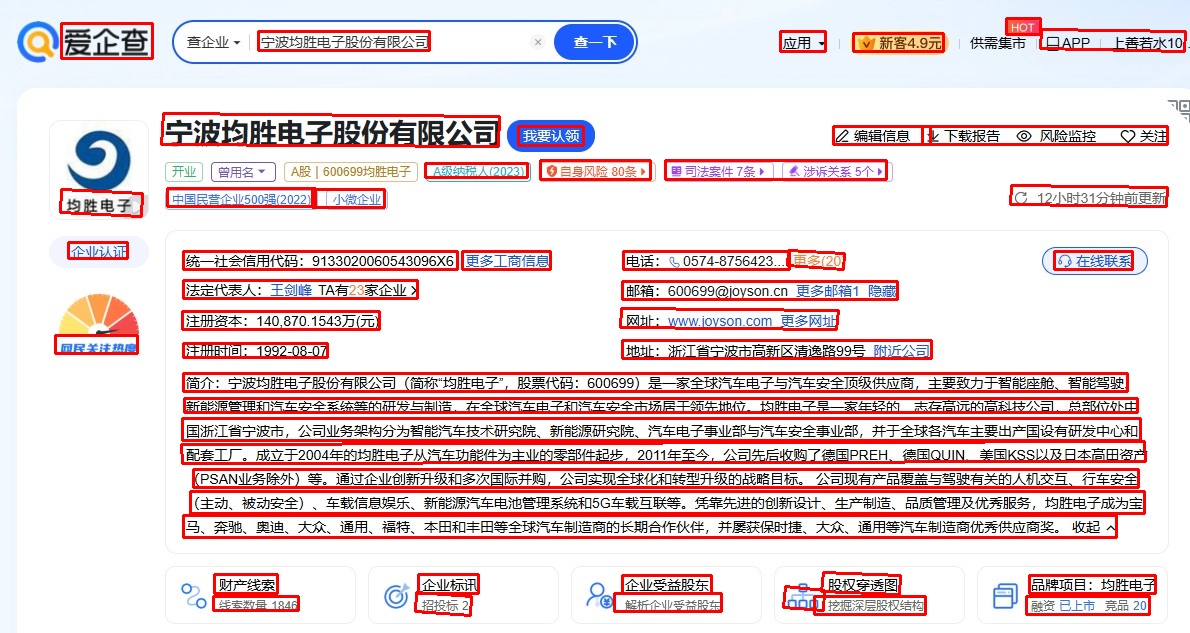 爱企查 查企业 宁波均胜电子股份有限公司 × 查一下 应用 新客4.9元 供需集市 HOT APP 上善若水10
宁波均胜电子股份有限公司 我要认领 编辑信息 下载报告 风险监控 关注
开业 曾用名 A股 | 600699均胜电子 A级纳税人(2023) 自身风险 80条 司法案件 7条 涉诉关系 5个
均胜电子 中国民营企业500强(2022) 小微企业 12小时31分钟前更新
企业认证
统一社会信用代码：9133020060543096X6 更多工商信息 电话：0574-8756423... 更多(20 在线联系
法定代表人：王剑峰 TA有23家企业 > 邮箱：600699@joyson.cn 更多邮箱1 隐藏
注册资本：140,870.1543万(元) 网址：www.joyson.com 更多网址
网民关注热度
注册时间：1992-08-07 地址：浙江省宁波市高新区清逸路99号 附近公司
简介：宁波均胜电子股份有限公司（简称“均胜电子”，股票代码：600699）是一家全球汽车电子与汽车安全顶级供应商，主要致力于智能座舱、智能驾驶、
新能源管理和汽车安全系统等的研发与制造，在全球汽车电子和汽车安全市场居于领先地位。均胜电子是一家年轻的、志存高远的高科技公司，总部位处中
国浙江省宁波市，公司业务架构分为智能汽车技术研究院、新能源研究院、汽车电子事业部与汽车安全事业部，并于全球各汽车主要出产国设有研发中心和
配套工厂。成立于2004年的均胜电子从汽车功能件为主业的零部件起步，2011年至今，公司先后收购了德国PREH、德国QUIN、美国KSS以及日本高田资产
（PSAN业务除外）等。通过企业创新升级和多次国际并购，公司实现全球化和转型升级的战略目标。 公司现有产品覆盖与驾驶有关的人机交互、行车安全
（主动、被动安全）、车载信息娱乐、新能源汽车电池管理系统和5G车载互联等。凭靠先进的创新设计、生产制造、品质管理及优秀服务，均胜电子成为宝
马、奔驰、奥迪、大众、通用、福特、本田和丰田等全球汽车制造商的长期合作伙伴，并屡获保时捷、大众、通用等汽车制造商优秀供应商奖。 收起
财产线索 企业标讯 企业受益股东 股权穿透图 品牌项目：均胜电子
线索数量 1846 招投标 2 解析企业受益股东 挖掘深层股权结构 融资 已上市 竞品 20